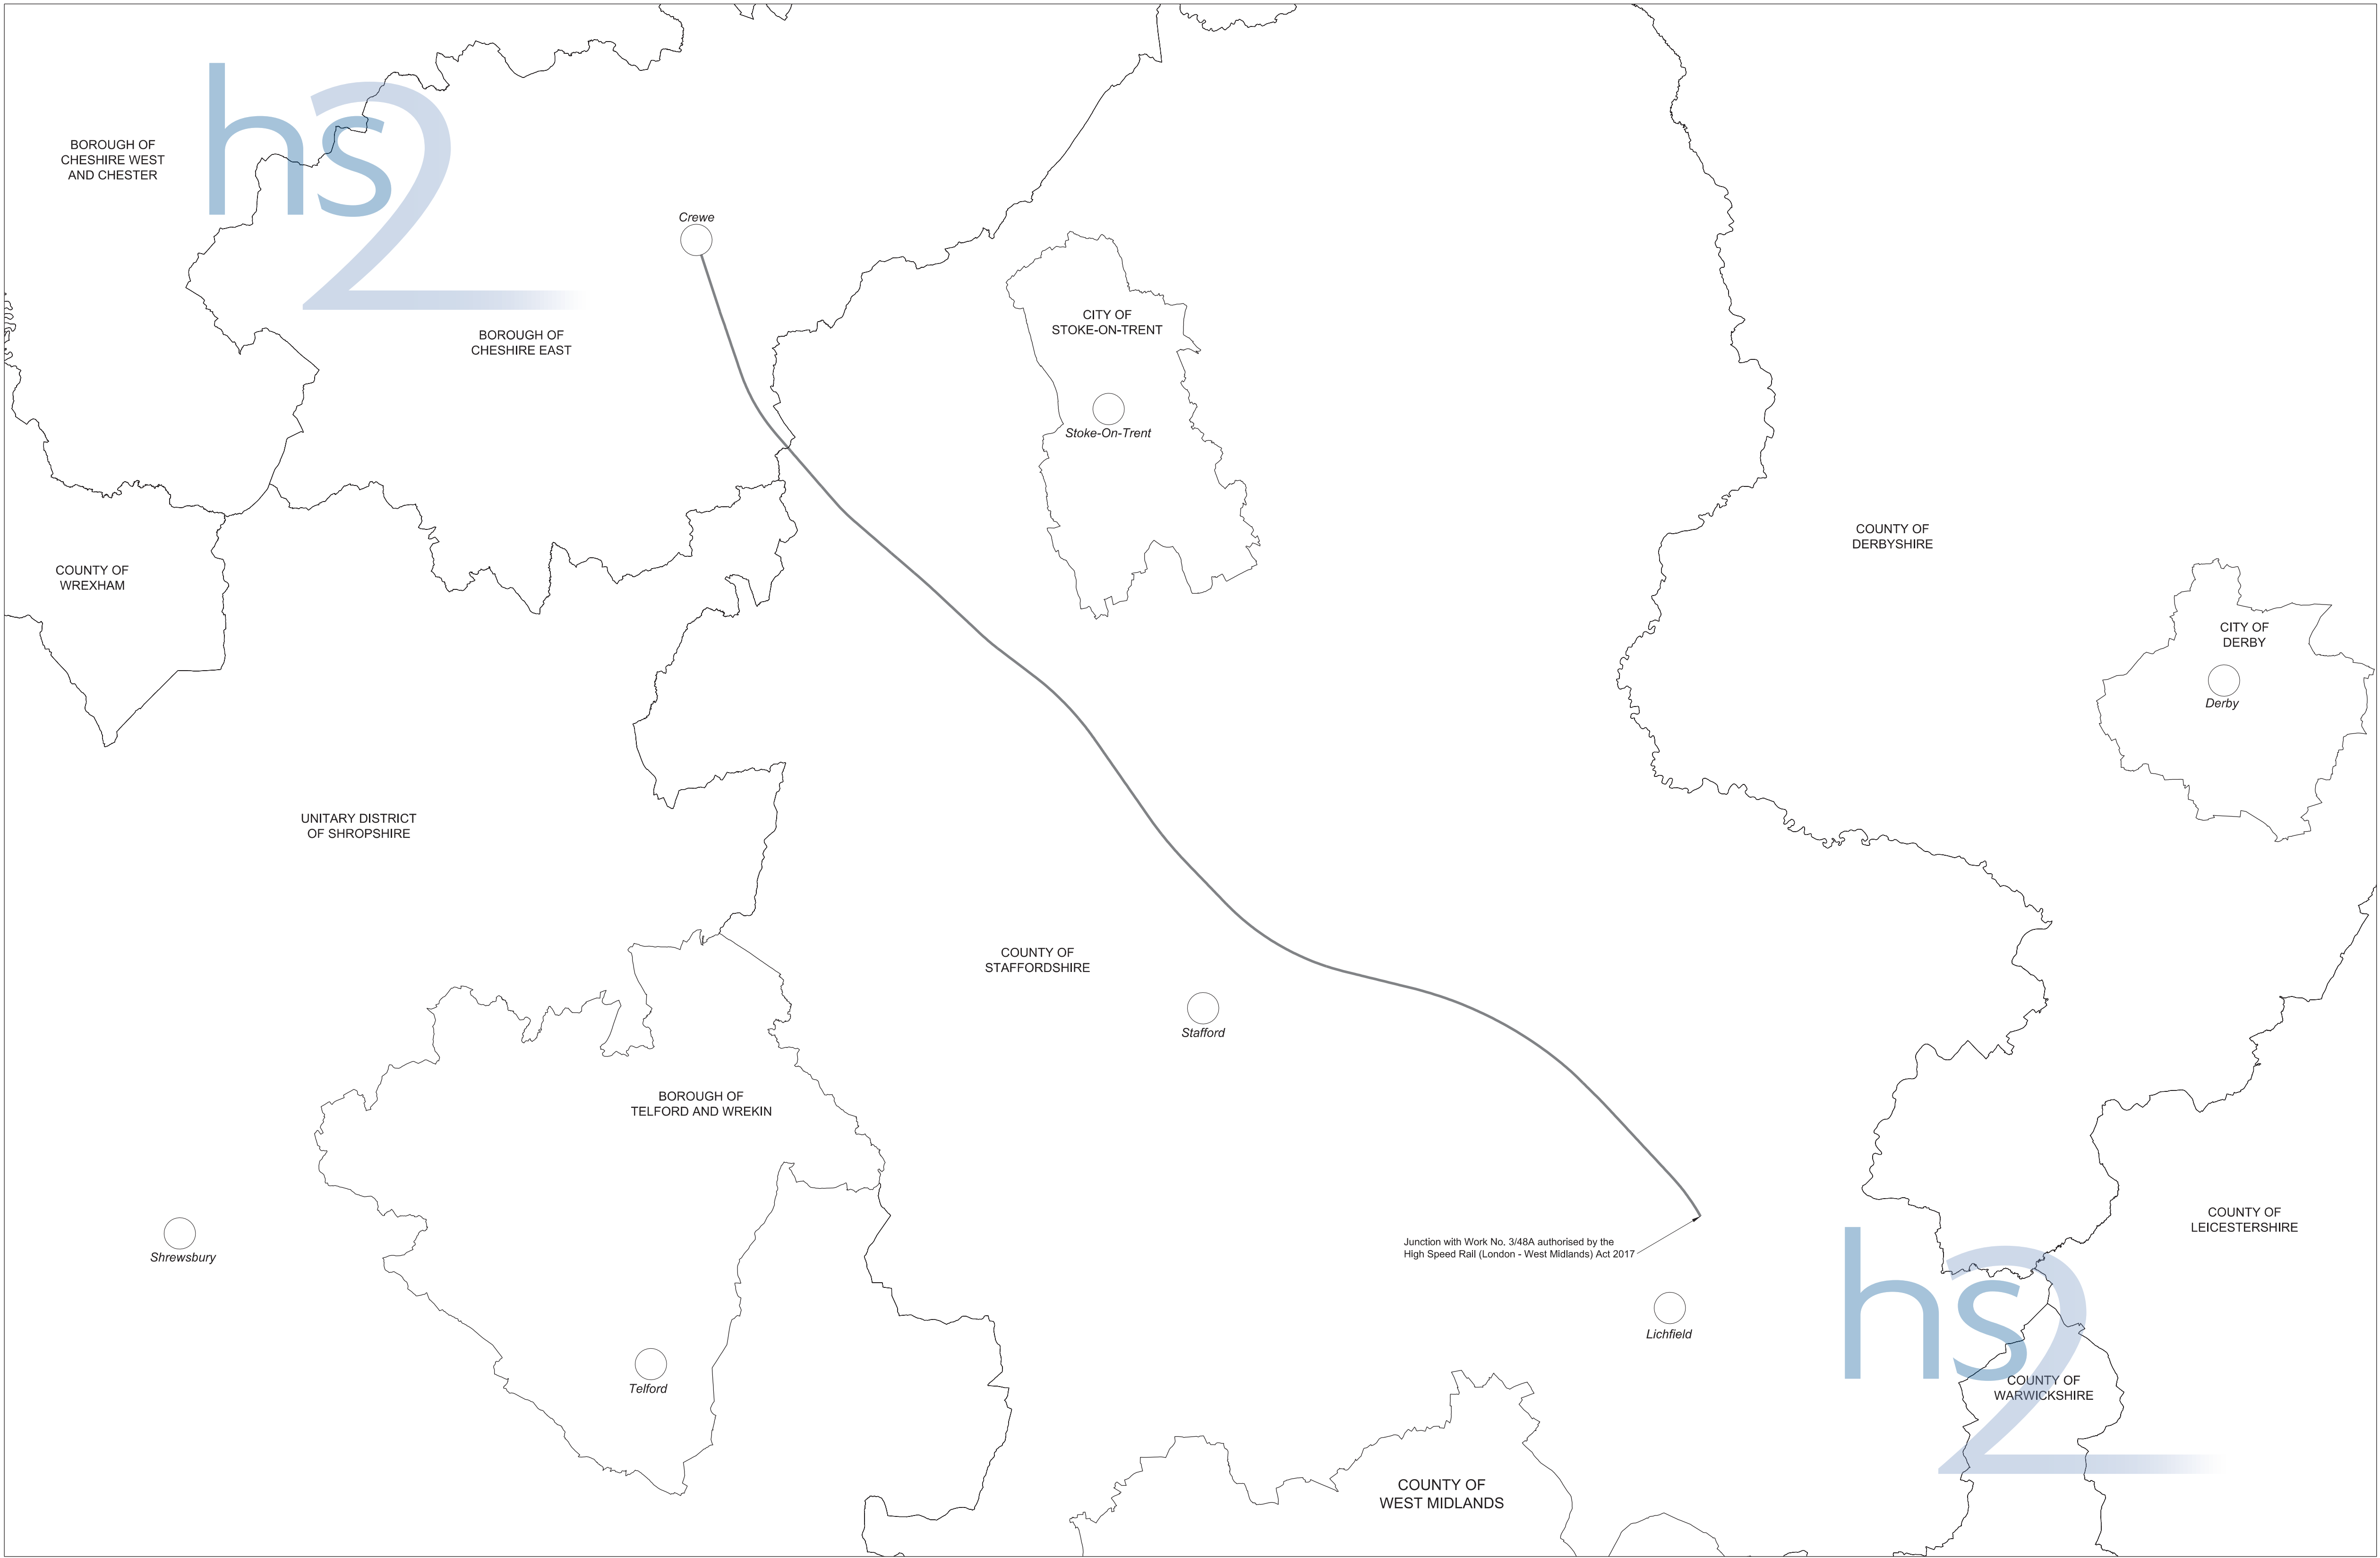 hs2
BOROUGH OF
CHESHIRE WEST
AND CHESTER
Crewe
CITY OF
STOKE-ON-TRENT
BOROUGH OF
CHESHIRE EAST
Stoke-On-Trent
COUNTY OF
DERBYSHIRE
COUNTY OF
WREXHAM
CITY OF
DERBY
Derby
UNITARY DISTRICT
OF SHROPSHIRE
COUNTY OF
STAFFORDSHIRE
Stafford
BOROUGH OF
TELFORD AND WREKIN
COUNTY OF
LEICESTERSHIRE
Shrewsbury
Junction with Work No. 3/48A authorised by the
High Speed Rail (London - West Midlands) Act 2017
hs2
Lichfield
Telford
COUNTY OF
WARWICKSHIRE
COUNTY OF
WEST MIDLANDS